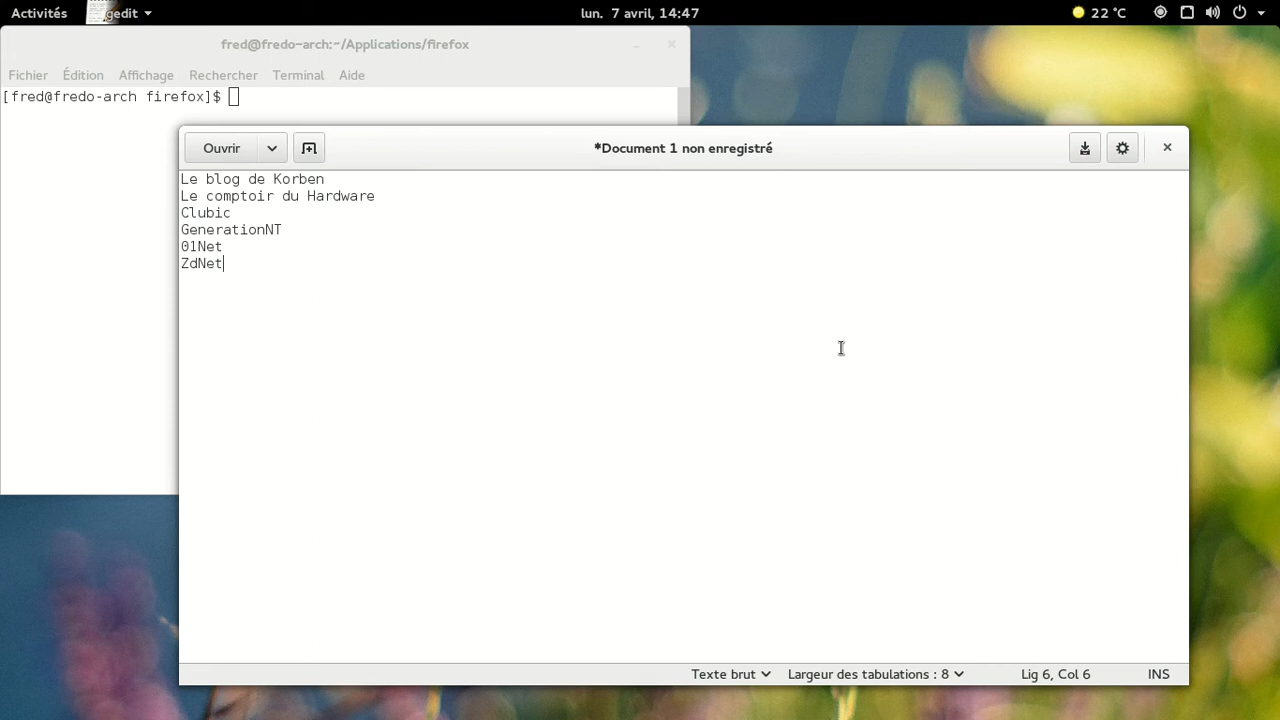 Activités
gedit
lun. 7 avril, 14:47
22 °C
fred@fredo-arch:~/Applications/firefox
Fichier Édition Affichage Rechercher Terminal Aide
[fred@fredo-arch firefox]$
Ouvrir
*Document 1 non enregistré
Le blog de Korben
Le comptoir du Hardware
Clubic
GenerationNT
01Net
ZdNet
Texte brut
Largeur des tabulations : 8
Lig 6, Col 6
INS